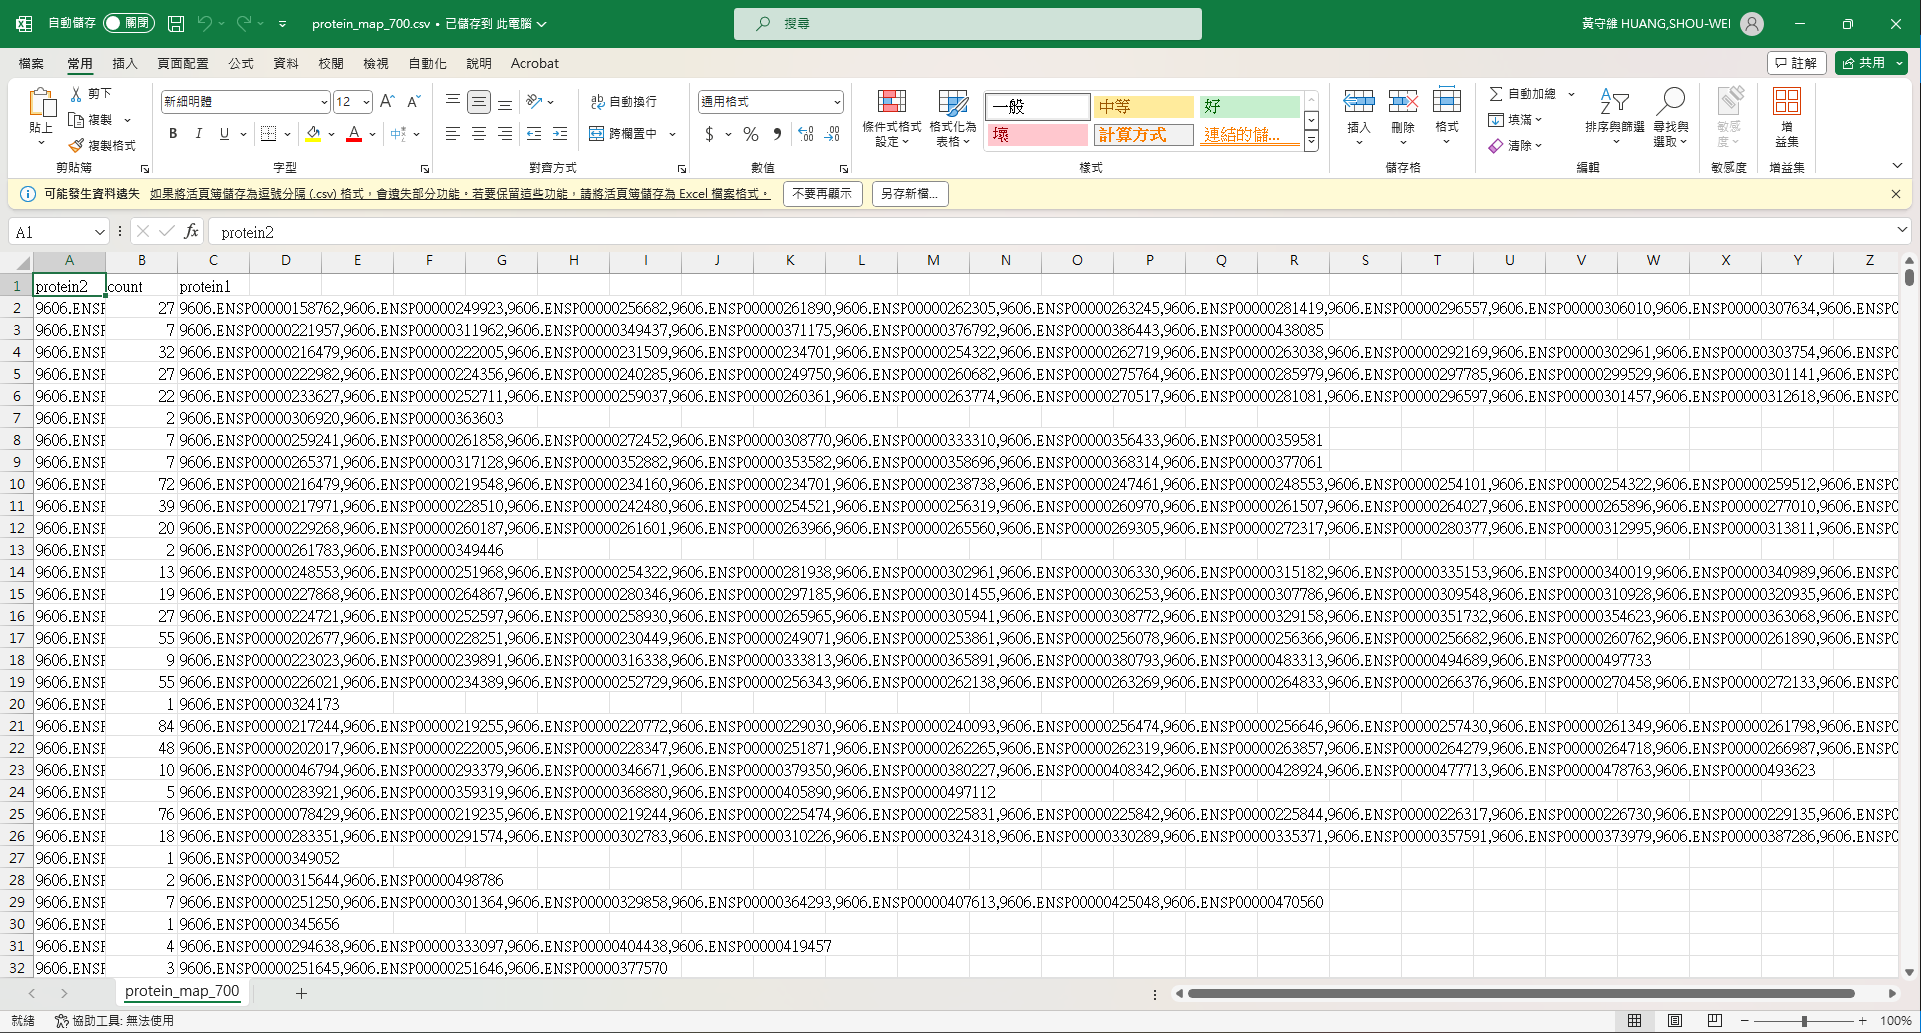 自動儲存 關閉 protein_map_700.csv • 已儲存到 此電腦 搜尋 黃守維 HUANG,SHOU-WEI
檔案 常用 插入 頁面配置 公式 資料 校閱 檢視 自動化 說明 Acrobat 註解 共用
貼上 剪下 複製 複製格式 剪貼簿
新細明體 12 B I U A 字型
自動換行 跨欄置中 對齊方式
通用格式 $ % 數值
條件式格式設定 格式化為表格 一般 中等 好 壞 計算方式 連結的儲... 樣式
插入 刪除 格式 儲存格
自動加總 填滿 清除 排序與篩選 尋找與選取 編輯
敏感度 敏感度
增益集 增益集
可能發生資料遺失 如果將活頁簿儲存為逗號分隔 (.csv) 格式，會遺失部分功能。若要保留這些功能，請將活頁簿儲存為 Excel 檔案格式。 不要再顯示 另存新檔...
A1 fx protein2
A B C D E F G H I J K L M N O P Q R S T U V W X Y Z
1 protein2 count protein1
2 9606.ENSP 27 9606.ENSP00000158762,9606.ENSP00000249923,9606.ENSP00000256682,9606.ENSP00000261890,9606.ENSP00000262305,9606.ENSP00000263245,9606.ENSP00000281419,9606.ENSP00000296557,9606.ENSP00000306010,9606.ENSP00000307634,9606.ENSP0
3 9606.ENSP 7 9606.ENSP00000221957,9606.ENSP00000311962,9606.ENSP00000349437,9606.ENSP00000371175,9606.ENSP00000376792,9606.ENSP00000386443,9606.ENSP00000438085
4 9606.ENSP 32 9606.ENSP00000216479,9606.ENSP00000222005,9606.ENSP00000231509,9606.ENSP00000234701,9606.ENSP00000254322,9606.ENSP00000262719,9606.ENSP00000263038,9606.ENSP00000292169,9606.ENSP00000302961,9606.ENSP00000303754,9606.ENSP0
5 9606.ENSP 27 9606.ENSP00000222982,9606.ENSP00000224356,9606.ENSP00000240285,9606.ENSP00000249750,9606.ENSP00000260682,9606.ENSP00000275764,9606.ENSP00000285979,9606.ENSP00000297785,9606.ENSP00000299529,9606.ENSP00000301141,9606.ENSP0
6 9606.ENSP 22 9606.ENSP00000233627,9606.ENSP00000252711,9606.ENSP00000259037,9606.ENSP00000260361,9606.ENSP00000263774,9606.ENSP00000270517,9606.ENSP00000281081,9606.ENSP00000296597,9606.ENSP00000301457,9606.ENSP00000312618,9606.ENSP0
7 9606.ENSP 2 9606.ENSP00000306920,9606.ENSP00000363603
8 9606.ENSP 7 9606.ENSP00000259241,9606.ENSP00000261858,9606.ENSP00000272452,9606.ENSP00000308770,9606.ENSP00000333310,9606.ENSP00000356433,9606.ENSP00000359581
9 9606.ENSP 7 9606.ENSP00000265371,9606.ENSP00000317128,9606.ENSP00000352882,9606.ENSP00000353582,9606.ENSP00000358696,9606.ENSP00000368314,9606.ENSP00000377061
10 9606.ENSP 72 9606.ENSP00000216479,9606.ENSP00000219548,9606.ENSP00000234160,9606.ENSP00000234701,9606.ENSP00000238738,9606.ENSP00000247461,9606.ENSP00000248553,9606.ENSP00000254101,9606.ENSP00000254322,9606.ENSP00000259512,9606.ENSP0
11 9606.ENSP 39 9606.ENSP00000217971,9606.ENSP00000228510,9606.ENSP00000242480,9606.ENSP00000254521,9606.ENSP00000256319,9606.ENSP00000260970,9606.ENSP00000261507,9606.ENSP00000264027,9606.ENSP00000265896,9606.ENSP00000277010,9606.ENSP0
12 9606.ENSP 20 9606.ENSP00000229268,9606.ENSP00000260187,9606.ENSP00000261601,9606.ENSP00000263966,9606.ENSP00000265560,9606.ENSP00000269305,9606.ENSP00000272317,9606.ENSP00000280377,9606.ENSP00000312995,9606.ENSP00000313811,9606.ENSP0
13 9606.ENSP 2 9606.ENSP00000261783,9606.ENSP00000349446
14 9606.ENSP 13 9606.ENSP00000248553,9606.ENSP00000251968,9606.ENSP00000254322,9606.ENSP00000281938,9606.ENSP00000302961,9606.ENSP00000306330,9606.ENSP00000315182,9606.ENSP00000335153,9606.ENSP00000340019,9606.ENSP00000340989,9606.ENSP0
15 9606.ENSP 19 9606.ENSP00000227868,9606.ENSP00000264867,9606.ENSP00000280346,9606.ENSP00000297185,9606.ENSP00000301455,9606.ENSP00000306253,9606.ENSP00000307786,9606.ENSP00000309548,9606.ENSP00000310928,9606.ENSP00000320935,9606.ENSP0
16 9606.ENSP 27 9606.ENSP00000224721,9606.ENSP00000252597,9606.ENSP00000258930,9606.ENSP00000265965,9606.ENSP00000305941,9606.ENSP00000308772,9606.ENSP00000329158,9606.ENSP00000351732,9606.ENSP00000354623,9606.ENSP00000363068,9606.ENSP0
17 9606.ENSP 55 9606.ENSP00000202677,9606.ENSP00000228251,9606.ENSP00000230449,9606.ENSP00000249071,9606.ENSP00000253861,9606.ENSP00000256078,9606.ENSP00000256366,9606.ENSP00000256682,9606.ENSP00000260762,9606.ENSP00000261890,9606.ENSP0
18 9606.ENSP 9 9606.ENSP00000223023,9606.ENSP00000239891,9606.ENSP00000316338,9606.ENSP00000333813,9606.ENSP00000365891,9606.ENSP00000380793,9606.ENSP00000483313,9606.ENSP00000494689,9606.ENSP00000497733
19 9606.ENSP 55 9606.ENSP00000226021,9606.ENSP00000234389,9606.ENSP00000252729,9606.ENSP00000256343,9606.ENSP00000262138,9606.ENSP00000263269,9606.ENSP00000264833,9606.ENSP00000266376,9606.ENSP00000270458,9606.ENSP00000272133,9606.ENSP0
20 9606.ENSP 1 9606.ENSP00000324173
21 9606.ENSP 84 9606.ENSP00000217244,9606.ENSP00000219255,9606.ENSP00000220772,9606.ENSP00000229030,9606.ENSP00000240093,9606.ENSP00000256474,9606.ENSP00000256646,9606.ENSP00000257430,9606.ENSP00000261349,9606.ENSP00000261798,9606.ENSP0
22 9606.ENSP 48 9606.ENSP00000202017,9606.ENSP00000222005,9606.ENSP00000228347,9606.ENSP00000251871,9606.ENSP00000262265,9606.ENSP00000262319,9606.ENSP00000263857,9606.ENSP00000264279,9606.ENSP00000264718,9606.ENSP00000266987,9606.ENSP0
23 9606.ENSP 10 9606.ENSP00000046794,9606.ENSP00000293379,9606.ENSP00000346671,9606.ENSP00000379350,9606.ENSP00000380227,9606.ENSP00000408342,9606.ENSP00000428924,9606.ENSP00000477713,9606.ENSP00000478763,9606.ENSP00000493623
24 9606.ENSP 5 9606.ENSP00000283921,9606.ENSP00000359319,9606.ENSP00000368880,9606.ENSP00000405890,9606.ENSP00000497112
25 9606.ENSP 76 9606.ENSP00000078429,9606.ENSP00000219235,9606.ENSP00000219244,9606.ENSP00000225474,9606.ENSP00000225831,9606.ENSP00000225842,9606.ENSP00000225844,9606.ENSP00000226317,9606.ENSP00000226730,9606.ENSP00000229135,9606.ENSP0
26 9606.ENSP 18 9606.ENSP00000283351,9606.ENSP00000291574,9606.ENSP00000302783,9606.ENSP00000310226,9606.ENSP00000324318,9606.ENSP00000330289,9606.ENSP00000335371,9606.ENSP00000357591,9606.ENSP00000373979,9606.ENSP00000387286,9606.ENSP0
27 9606.ENSP 1 9606.ENSP00000349052
28 9606.ENSP 2 9606.ENSP00000315644,9606.ENSP00000498786
29 9606.ENSP 7 9606.ENSP00000251250,9606.ENSP00000301364,9606.ENSP00000329858,9606.ENSP00000364293,9606.ENSP00000407613,9606.ENSP00000425048,9606.ENSP00000470560
30 9606.ENSP 1 9606.ENSP00000345656
31 9606.ENSP 4 9606.ENSP00000294638,9606.ENSP00000333097,9606.ENSP00000404438,9606.ENSP00000419457
32 9606.ENSP 3 9606.ENSP00000251645,9606.ENSP00000251646,9606.ENSP00000377570
protein_map_700
就緒 協助工具: 無法使用 100%